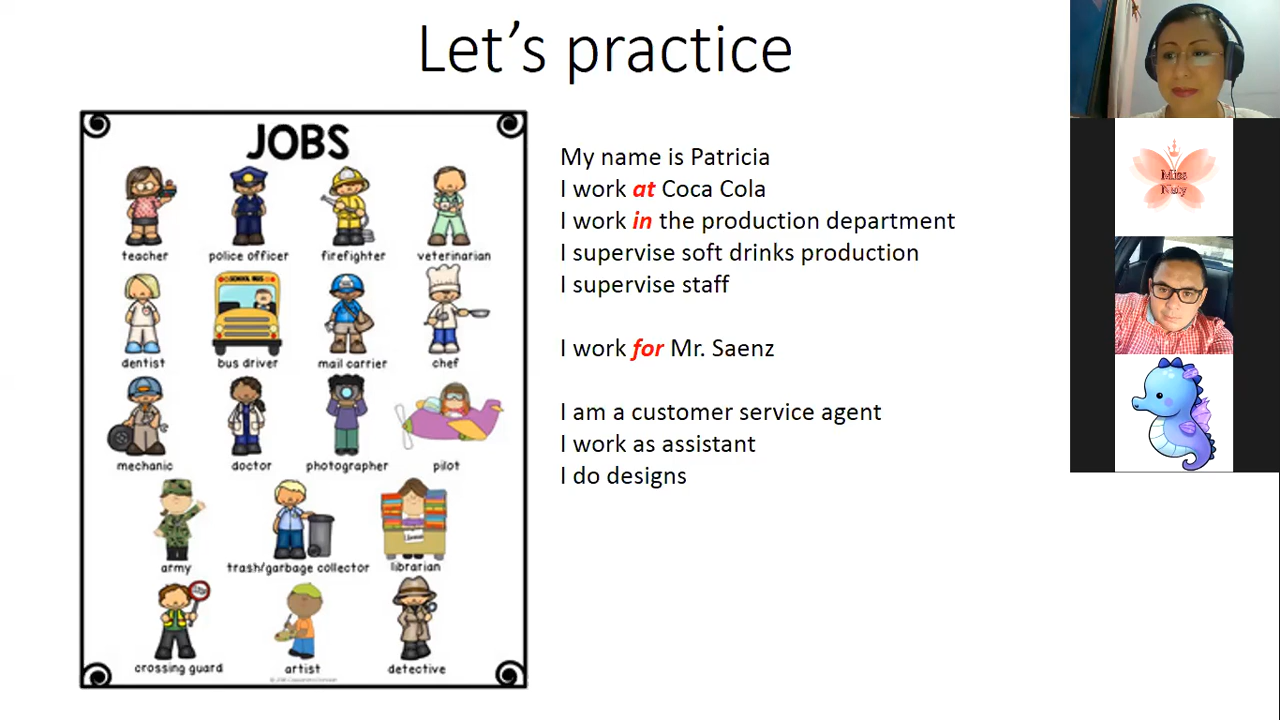 Let's practice
JOBS
teacher
police officer
firefighter
veterinarian
SCHOOL BUS
dentist
bus driver
mail carrier
chef
mechanic
doctor
photographer
pilot
army
trash/garbage collector
librarian
crossing guard
artist
detective
My name is Patricia
I work at Coca Cola
I work in the production department
I supervise soft drinks production
I supervise staff
I work for Mr. Saenz
I am a customer service agent
I work as assistant
I do designs
Miss